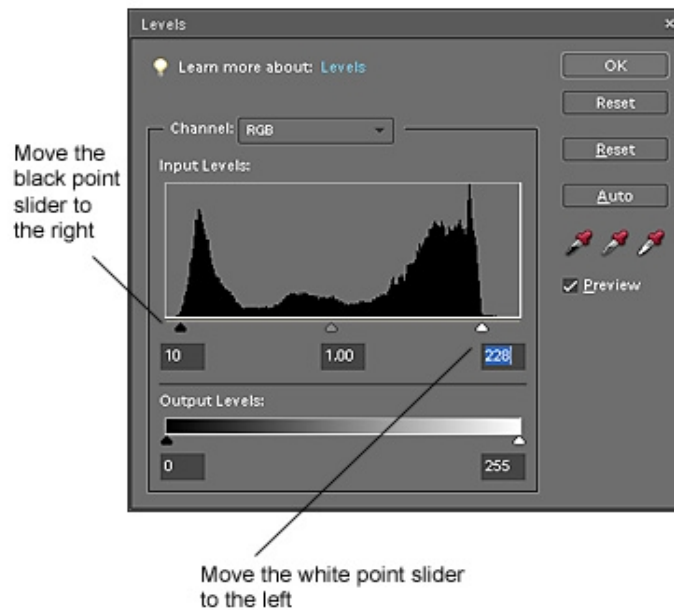 Levels
Learn more about: Levels
OK
Reset
Reset
Auto
Preview
Channel: RGB
Input Levels:
10
1.00
228
Output Levels:
0
255
Move the
black point
slider to
the right
Move the white point slider
to the left